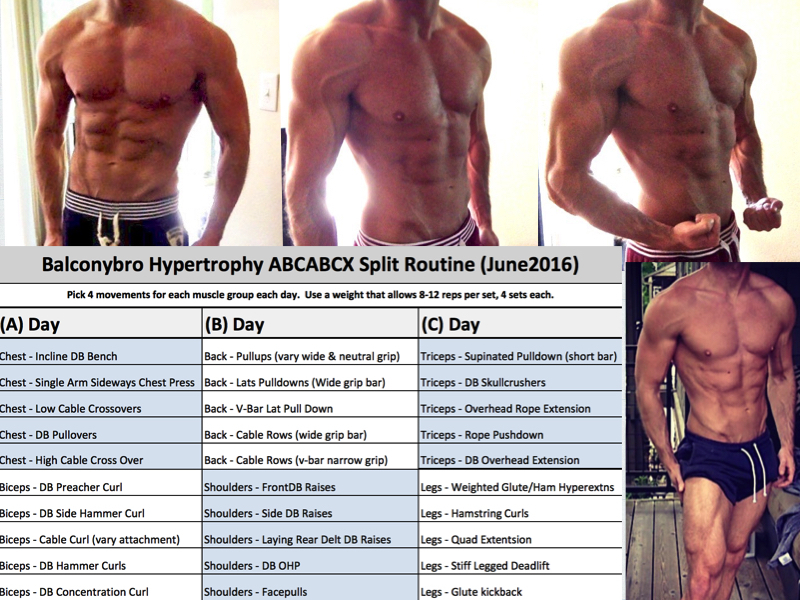 Balconybro Hypertrophy ABCABCX Split Routine (June2016)
Pick 4 movements for each muscle group each day. Use a weight that allows 8-12 reps per set, 4 sets each.
(A) Day (B) Day (C) Day
Chest - Incline DB Bench Back - Pullups (vary wide & neutral grip) Triceps - Supinated Pulldown (short bar)
Chest - Single Arm Sideways Chest Press Back - Lats Pulldowns (Wide grip bar) Triceps - DB Skullcrushers
Chest - Low Cable Crossovers Back - V-Bar Lat Pull Down Triceps - Overhead Rope Extension
Chest - DB Pullovers Back - Cable Rows (wide grip bar) Triceps - Rope Pushdown
Chest - High Cable Cross Over Back - Cable Rows (v-bar narrow grip) Triceps - DB Overhead Extension
Biceps - DB Preacher Curl Shoulders - FrontDB Raises Legs - Weighted Glute/Ham Hyperextns
Biceps - DB Side Hammer Curl Shoulders - Side DB Raises Legs - Hamstring Curls
Biceps - Cable Curl (vary attachment) Shoulders - Laying Rear Delt DB Raises Legs - Quad Extentsion
Biceps - DB Hammer Curls Shoulders - DB OHP Legs - Stiff Legged Deadlift
Biceps - DB Concentration Curl Shoulders - Facepulls Legs - Glute kickback